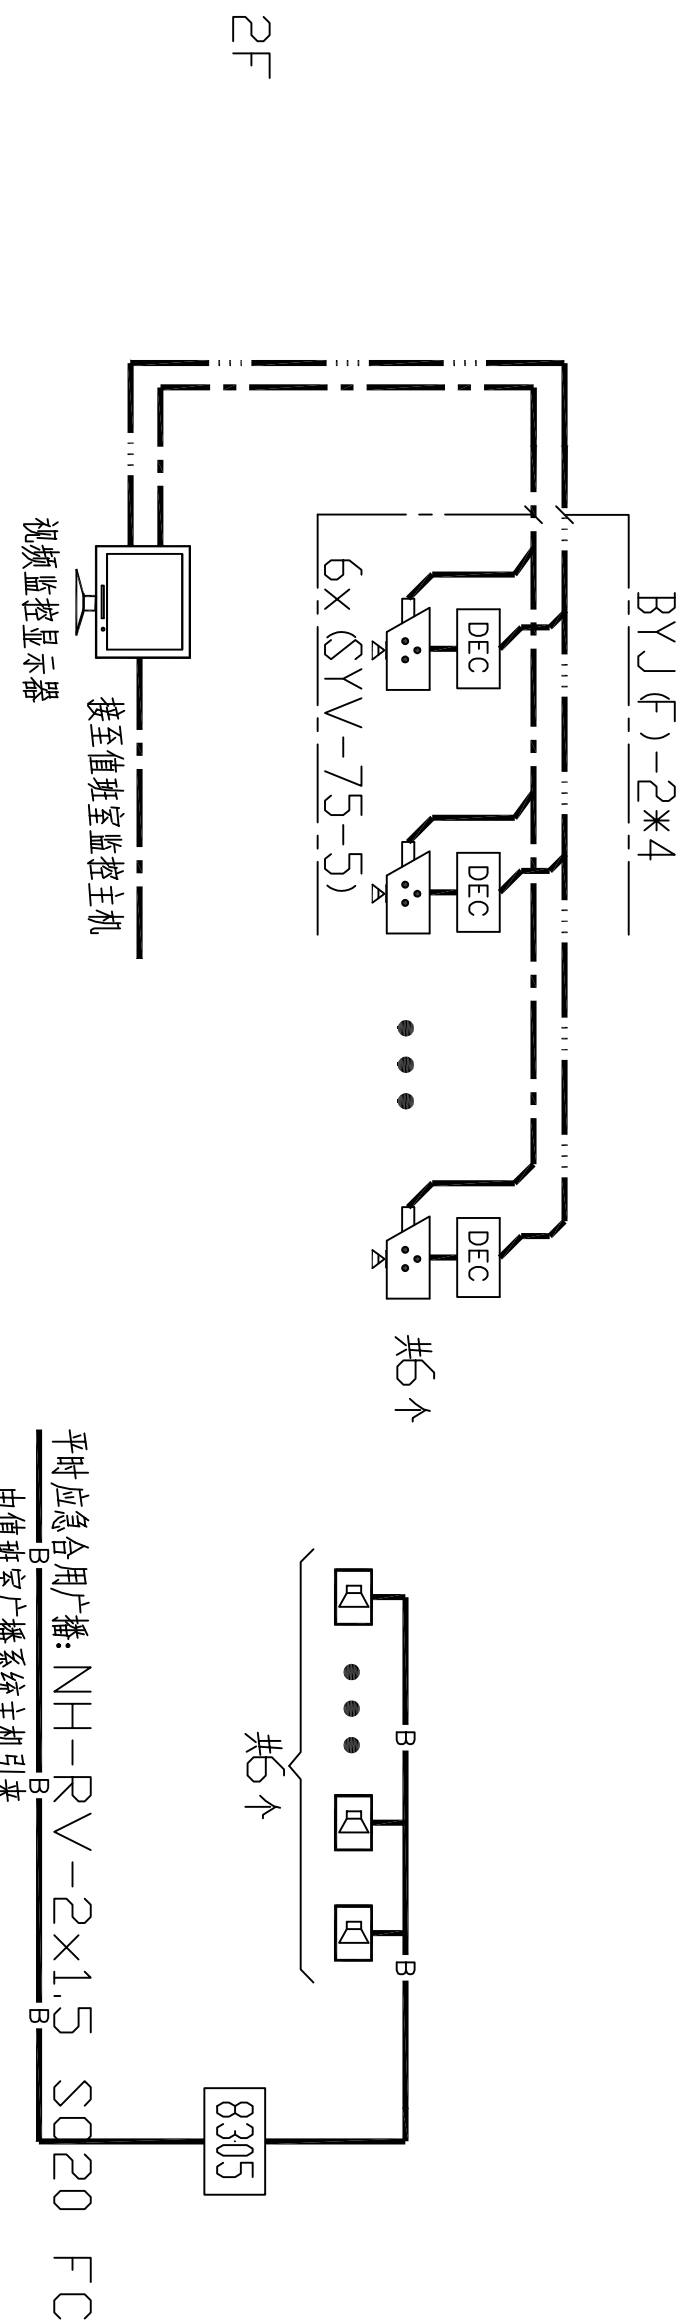 2F
BYJ(F)-2*4
DEC
DEC
DEC
6x(SYV-75-5)
共6个
视频监控显示器
接至值班室监控主机
共6个
8305
B
B
平时应急合用广播: NH-RV-2x1.5 SC20 FC
B
B
B
由值班室广播系统主机引来